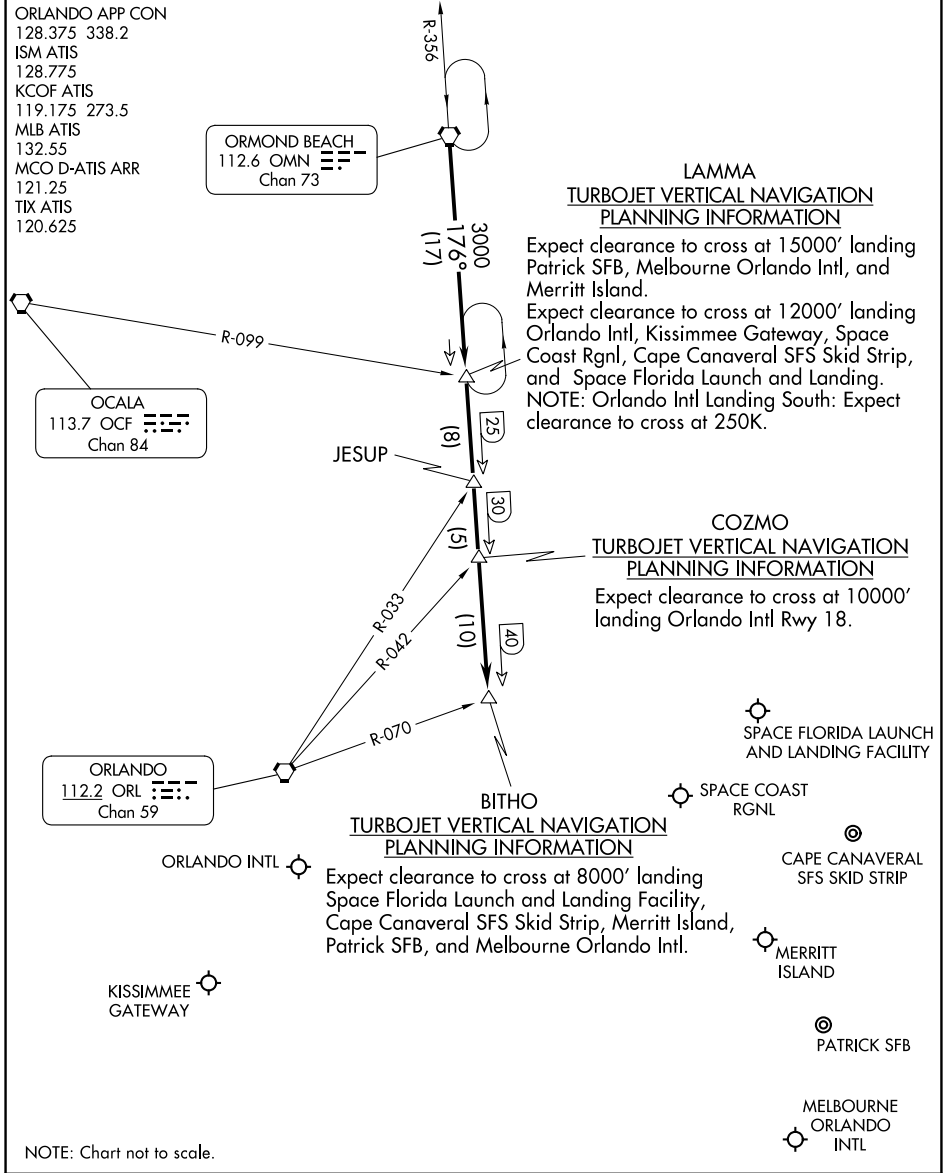 ORLANDO APP CON
128.375 338.2
ISM ATIS
128.775
KCOF ATIS
119.175 273.5
MLB ATIS
132.55
MCO D-ATIS ARR
121.25
TIX ATIS
120.625
R-356
ORMOND BEACH
112.6 OMN
Chan 73
3000
176°
(17)
LAMMA
TURBOJET VERTICAL NAVIGATION
PLANNING INFORMATION
Expect clearance to cross at 15000' landing
Patrick SFB, Melbourne Orlando Intl, and
Merritt Island.
Expect clearance to cross at 12000' landing
Orlando Intl, Kissimmee Gateway, Space
Coast Rgnl, Cape Canaveral SFS Skid Strip,
and Space Florida Launch and Landing.
NOTE: Orlando Intl Landing South: Expect
clearance to cross at 250K.
R-099
OCALA
113.7 OCF
Chan 84
25
(8)
JESUP
30
(5)
COZMO
TURBOJET VERTICAL NAVIGATION
PLANNING INFORMATION
Expect clearance to cross at 10000'
landing Orlando Intl Rwy 18.
R-033
R-042
(10)
40
R-070
ORLANDO
112.2 ORL
Chan 59
BITHO
TURBOJET VERTICAL NAVIGATION
PLANNING INFORMATION
Expect clearance to cross at 8000' landing
Space Florida Launch and Landing Facility,
Cape Canaveral SFS Skid Strip, Merritt Island,
Patrick SFB, and Melbourne Orlando Intl.
SPACE FLORIDA LAUNCH
AND LANDING FACILITY
SPACE COAST
RGNL
CAPE CANAVERAL
SFS SKID STRIP
ORLANDO INTL
MERRITT
ISLAND
KISSIMMEE
GATEWAY
PATRICK SFB
MELBOURNE
ORLANDO
INTL
NOTE: Chart not to scale.